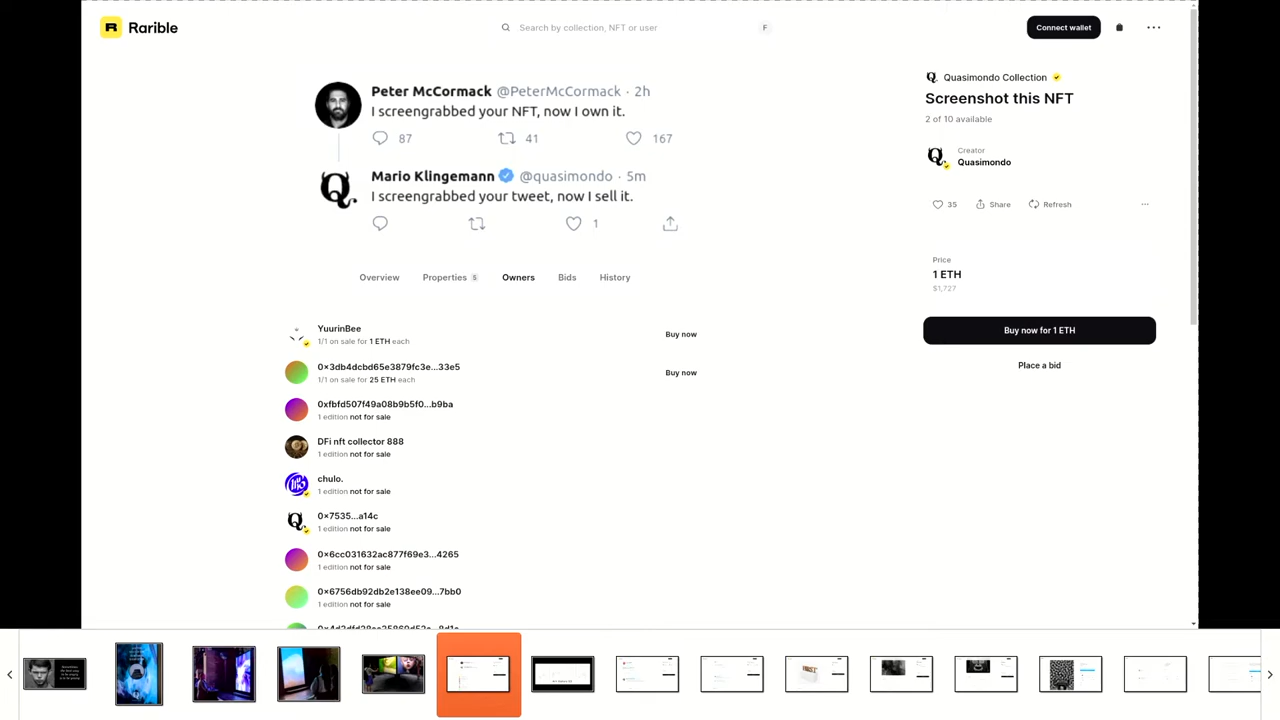 Rarible
Search by collection, NFT or user
F
Connect wallet
Peter McCormack @PeterMcCormack · 2h
I screengrabbed your NFT, now I own it.
87 41 167
Mario Klingemann @quasimondo · 5m
I screengrabbed your tweet, now I sell it.
1
Quasimondo Collection
Screenshot this NFT
2 of 10 available
Creator
Quasimondo
35 Share Refresh
Price
1 ETH
$1,727
Buy now for 1 ETH
Place a bid
Overview Properties 5 Owners Bids History
YuurinBee
1/1 on sale for 1 ETH each
Buy now
0x3db4dcbd65e3879fc3e...33e5
1/1 on sale for 25 ETH each
Buy now
0xfbfd507f49a08b9b5f0...b9ba
1 edition not for sale
DFi nft collector 888
1 edition not for sale
chulo.
1 edition not for sale
0x7535...a14c
1 edition not for sale
0x6cc031632ac877f69e3...4265
1 edition not for sale
0x6756db92db2e138ee09...7bb0
1 edition not for sale